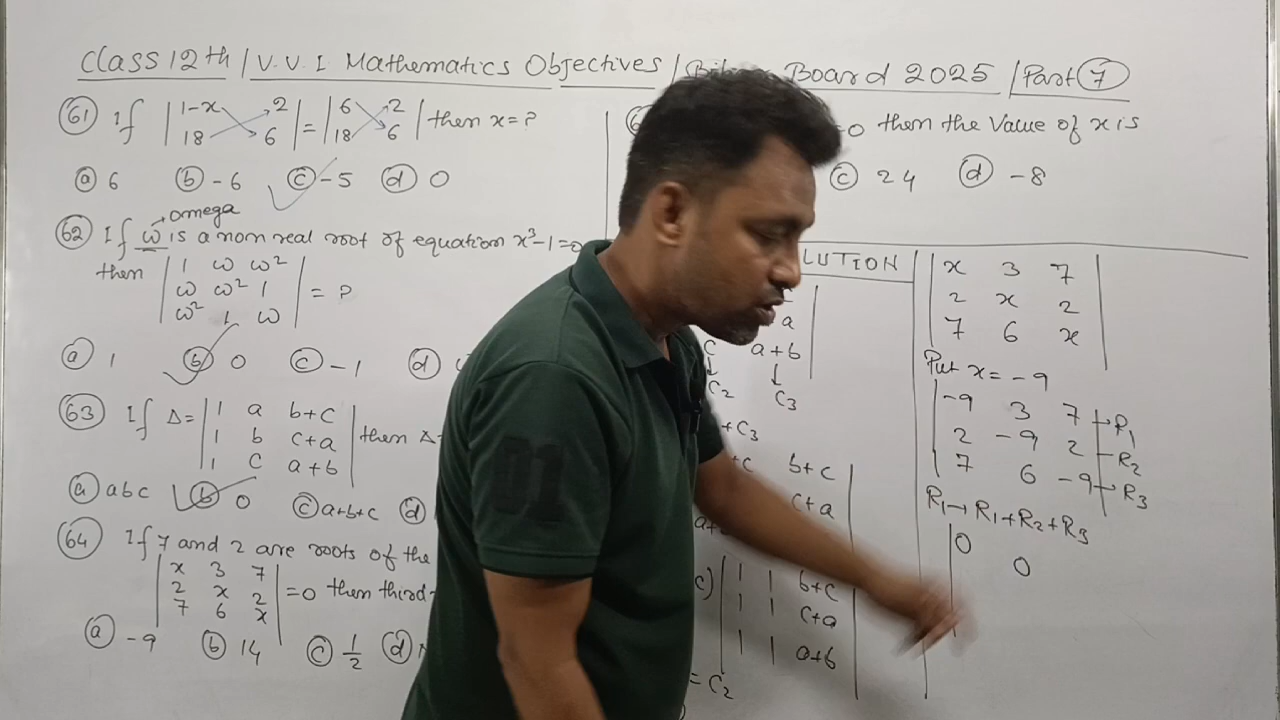 Class 12th / V.V.I. Mathematics Objectives / Board 2025 / Part 7
61 If | 1-x 2 | = | 6 2 | then x = ?
18 6 18 6
a 6 b -6 c -5 d 0
omega
62 If ω is a non real root of equation x³-1=0
then | 1 ω ω² |
ω ω² 1 = ?
ω² 1 ω
a 1 b 0 c -1 d
63 If Δ = | 1 a b+c |
1 b c+a then Δ
1 c a+b
a abc b 0 c a+b+c d
64 If 7 and 2 are roots of the
x 3 7
2 x 2 =0 then third
7 6 x
a -9 b 14 c 1/2 d
=0 then the Value of x is
c 24 d -8
LUTION
a
c a+b
↓ ↓
C2 C3
+C3
b+c
c+a
c) | 1 1 b+c
1 1 c+a
1 1 a+b
= C2
| x 3 7 |
2 x 2
7 6 x
Put x = -9
-9 3 7 → R1
2 -9 2 → R2
7 6 -9 → R3
R1 → R1+R2+R3
0 0